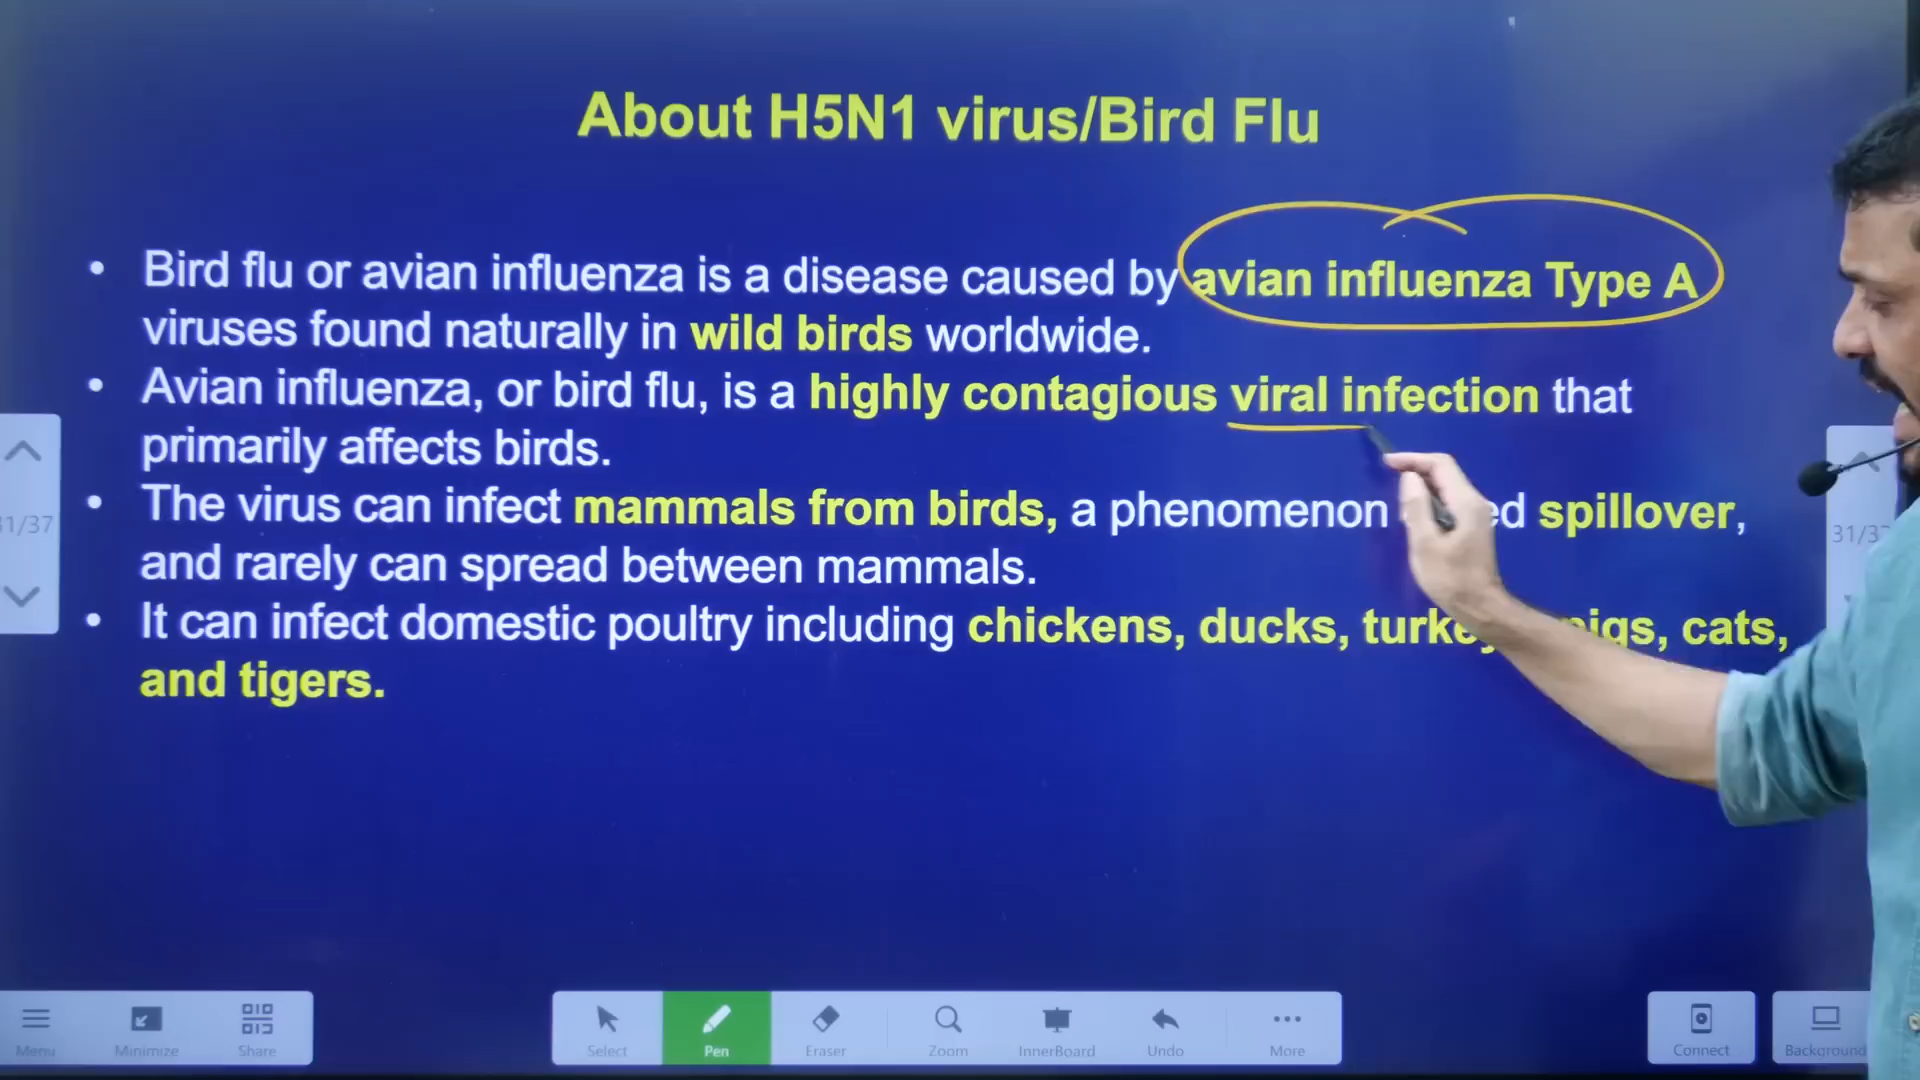 About H5N1 virus/Bird Flu
• Bird flu or avian influenza is a disease caused by avian influenza Type A
viruses found naturally in wild birds worldwide.
• Avian influenza, or bird flu, is a highly contagious viral infection that
primarily affects birds.
• The virus can infect mammals from birds, a phenomenon spillover,
and rarely can spread between mammals.
• It can infect domestic poultry including chickens, ducks, pigs, cats,
and tigers.
31/37
Menu
Minimize
Share
Select
Pen
Eraser
Zoom
InnerBoard
Undo
More
Connect
Background